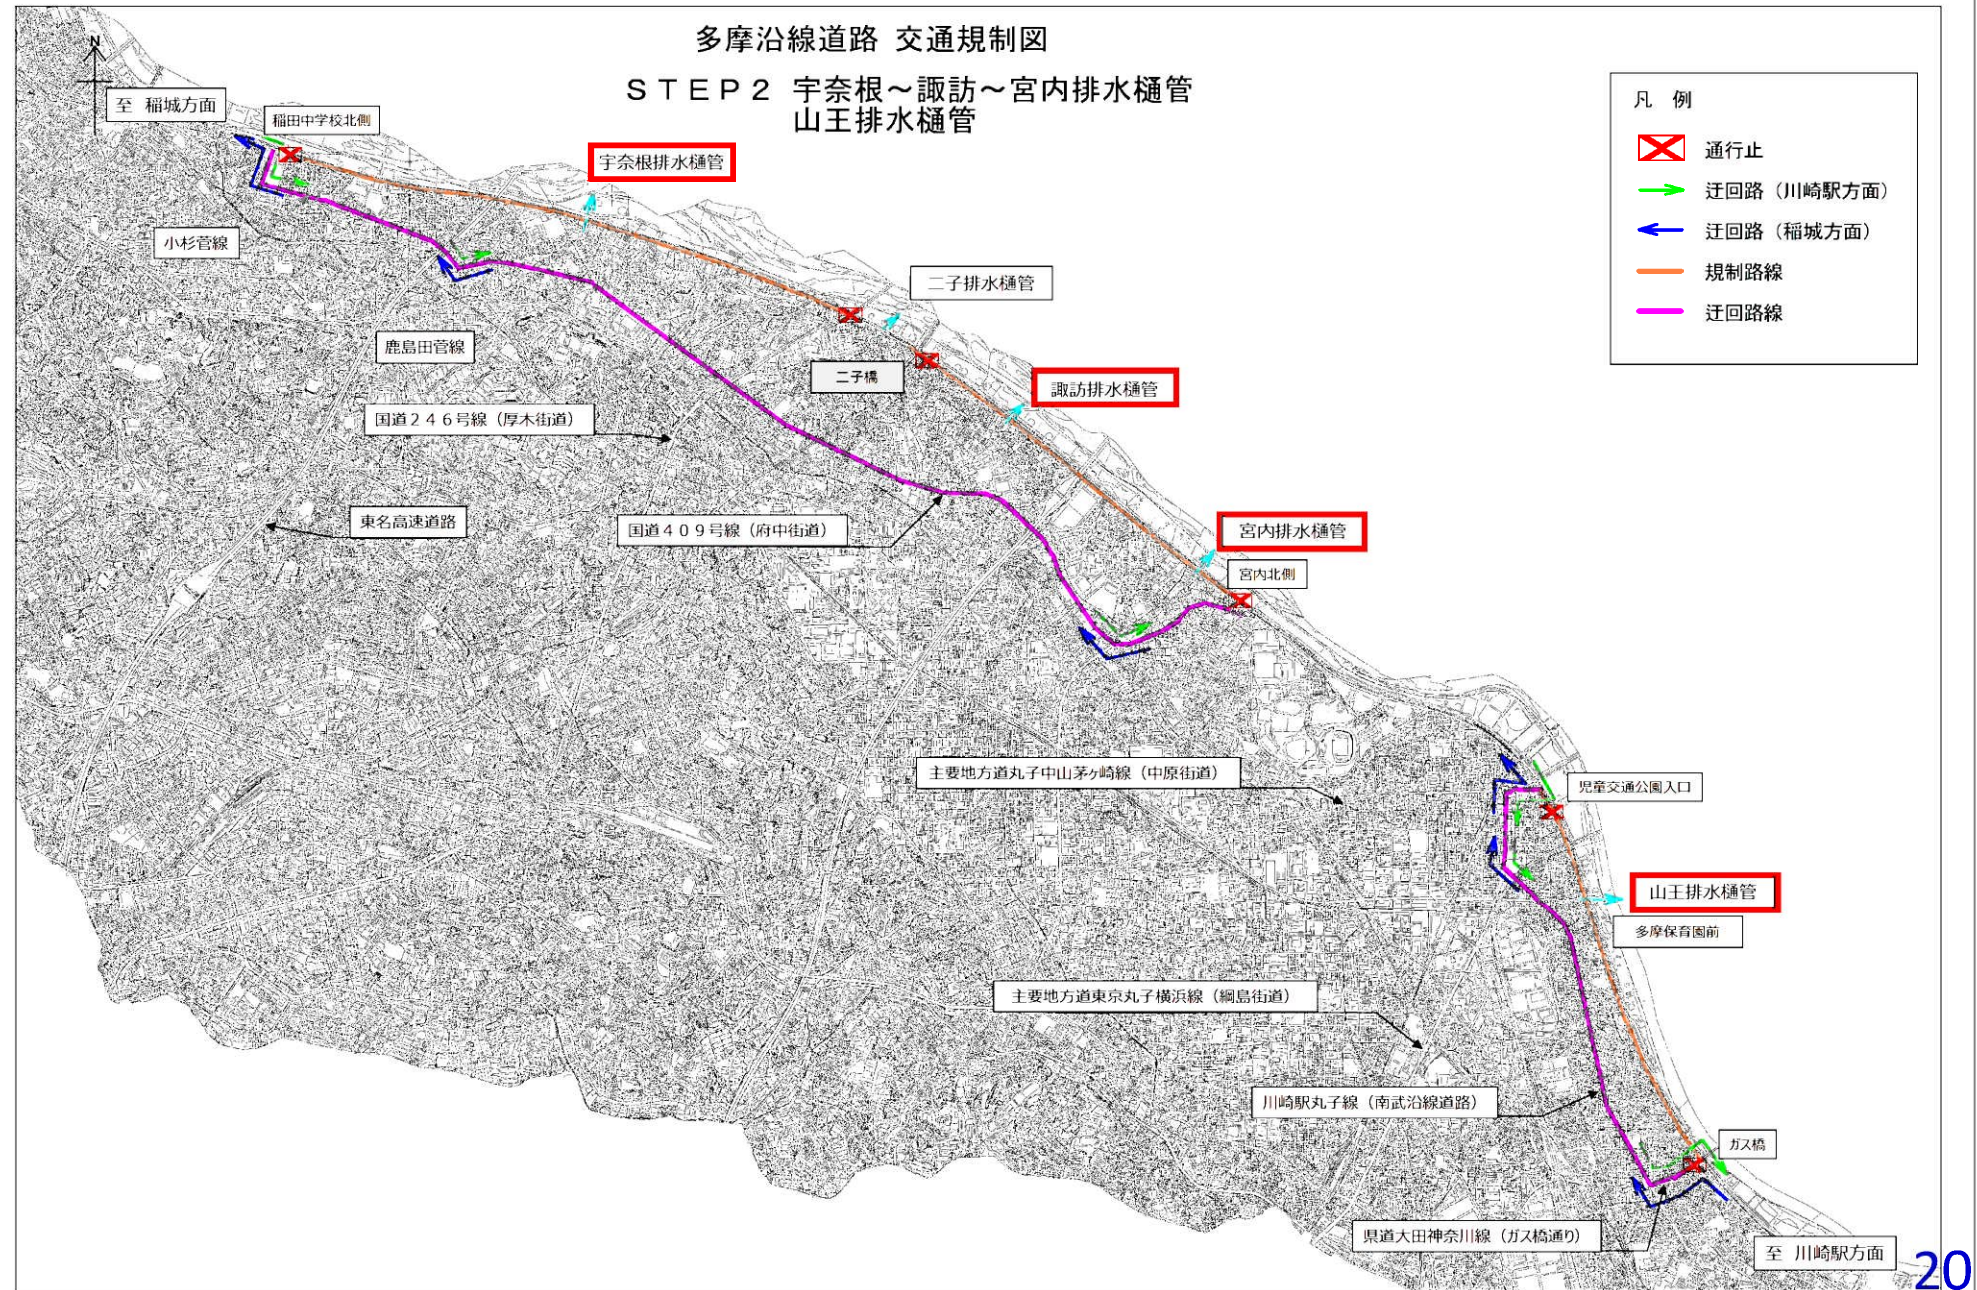 多摩沿線道路 交通規制図
STEP2 宇奈根~諏訪~宮内排水樋管
山王排水樋管
N
至 稲城方面
稲田中学校北側
宇奈根排水樋管
小杉菅線
二子排水樋管
鹿島田菅線
二子橋
諏訪排水樋管
国道246号線(厚木街道)
東名高速道路
国道409号線(府中街道)
宮内排水樋管
宮内北側
主要地方道丸子中山茅ヶ崎線(中原街道)
児童交通公園入口
山王排水樋管
多摩保育園前
主要地方道東京丸子横浜線(綱島街道)
川崎駅丸子線(南武沿線道路)
ガス橋
県道大田神奈川線(ガス橋通り)
至 川崎駅方面
凡 例
通行止
迂回路(川崎駅方面)
迂回路(稲城方面)
規制路線
迂回路線
20